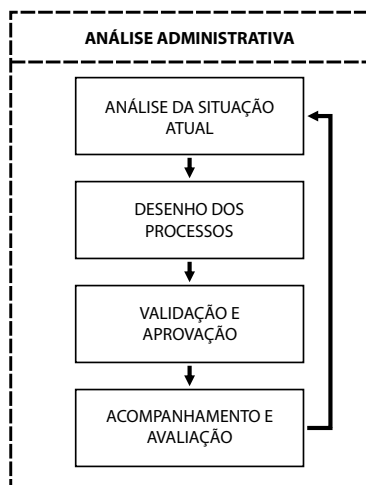 ANÁLISE ADMINISTRATIVA
ANÁLISE DA SITUAÇÃO
ATUAL
DESENHO DOS
PROCESSOS
VALIDAÇÃO E
APROVAÇÃO
ACOMPANHAMENTO E
AVALIAÇÃO